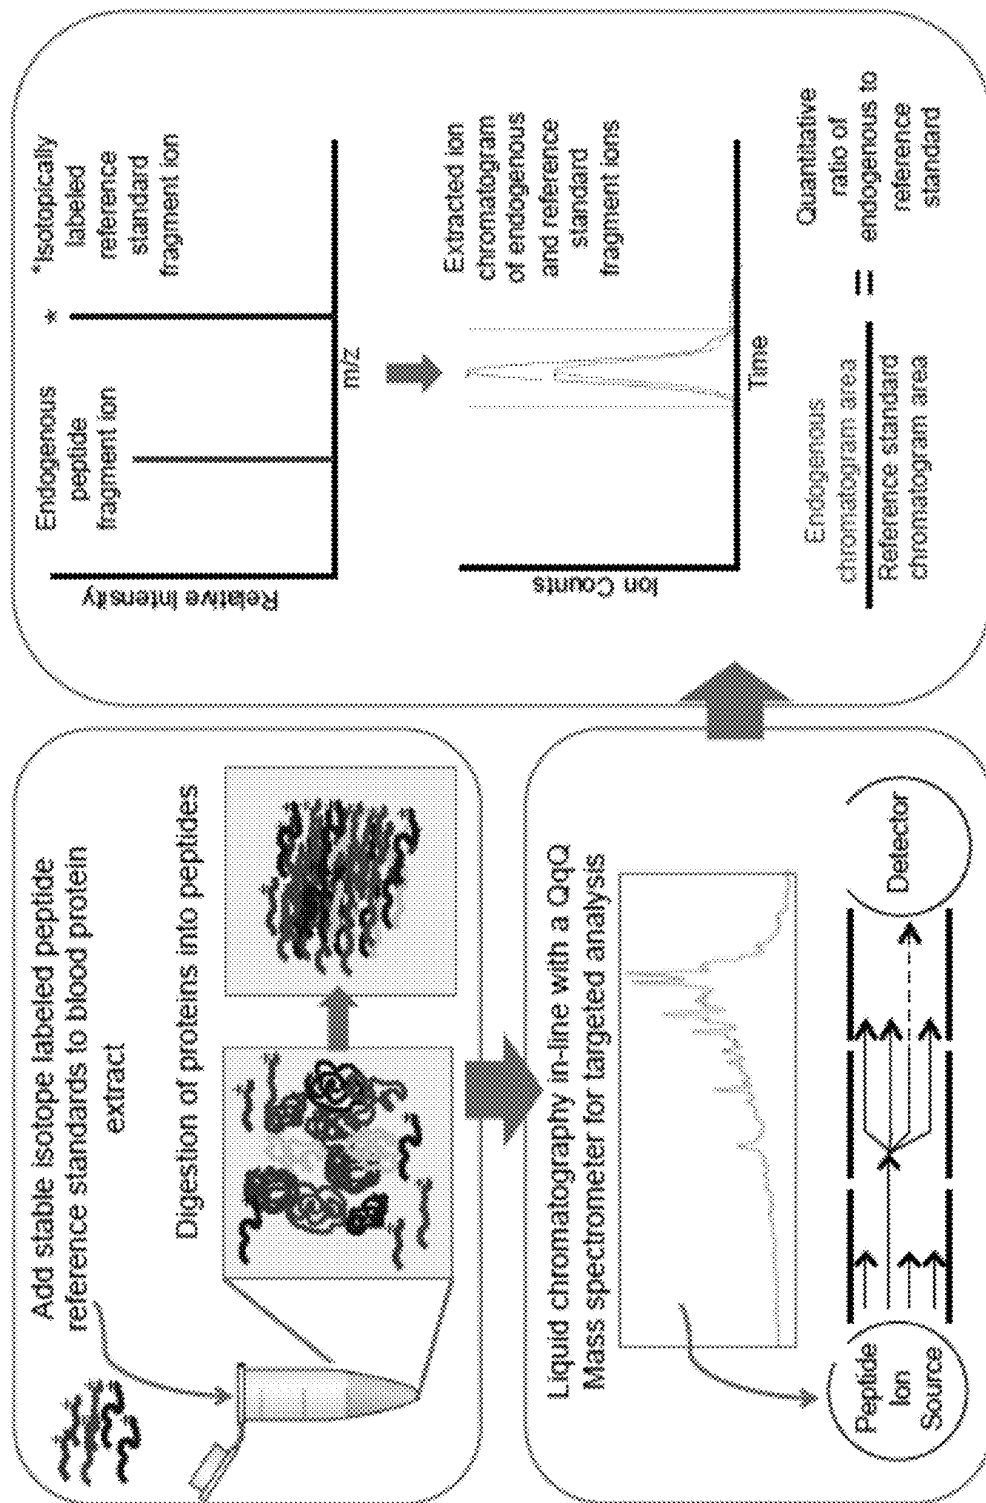 Add stable isotope labeled peptide
reference standards to blood protein
extract
Digestion of proteins into peptides
Liquid chromatography in-line with a QqQ
Mass spectrometer for targeted analysis
Peptide
Ion
Source
Detector
Relative Intensity
Endogenous
peptide
fragment ion
*
*Isotopically
labeled
reference
standard
fragment ion
m/z
Ion Counts
Extracted ion
chromatogram
of endogenous
and reference
standard
fragment ions
Time
Endogenous
chromatogram area
Reference standard
chromatogram area
=
Quantitative
ratio of
endogenous to
reference
standard